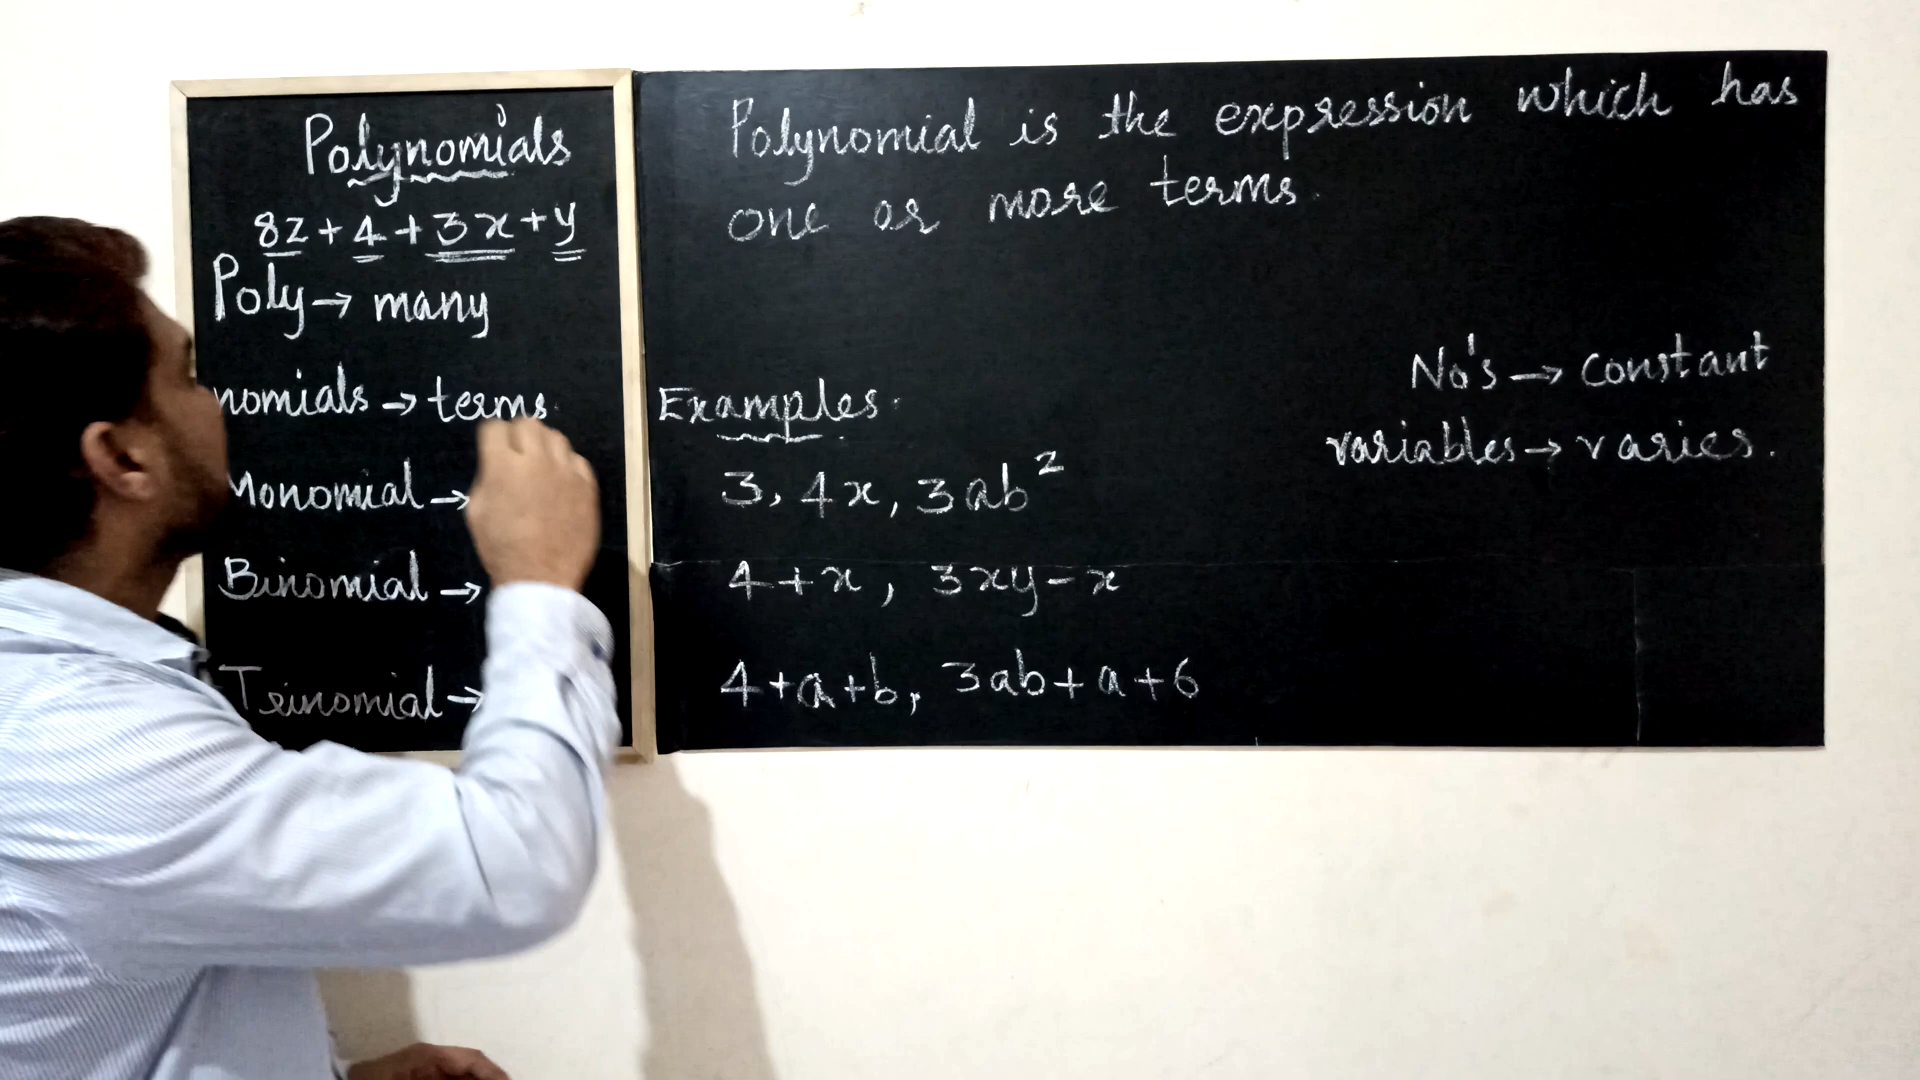 Polynomials
8z + 4 + 3x + y
Poly → many
nomials → terms.
Monomial →
Binomial →
Trinomial →
Polynomial is the expression which has
one or more terms.
No's → constant
variables → varies.
Examples.
3, 4x, 3ab²
4 + x, 3xy - x
4 + a + b, 3ab + a + 6